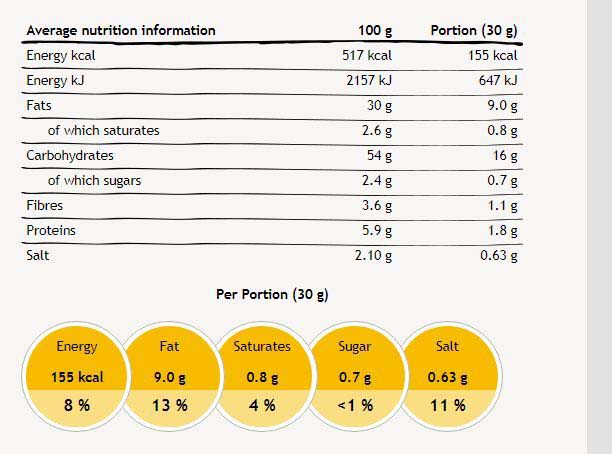 Average nutrition information 100 g Portion (30 g)
Energy kcal 517 kcal 155 kcal
Energy kJ 2157 kJ 647 kJ
Fats 30 g 9.0 g
of which saturates 2.6 g 0.8 g
Carbohydrates 54 g 16 g
of which sugars 2.4 g 0.7 g
Fibres 3.6 g 1.1 g
Proteins 5.9 g 1.8 g
Salt 2.10 g 0.63 g
Per Portion (30 g)
Energy Fat Saturates Sugar Salt
155 kcal 9.0 g 0.8 g 0.7 g 0.63 g
8 % 13 % 4 % <1 % 11 %